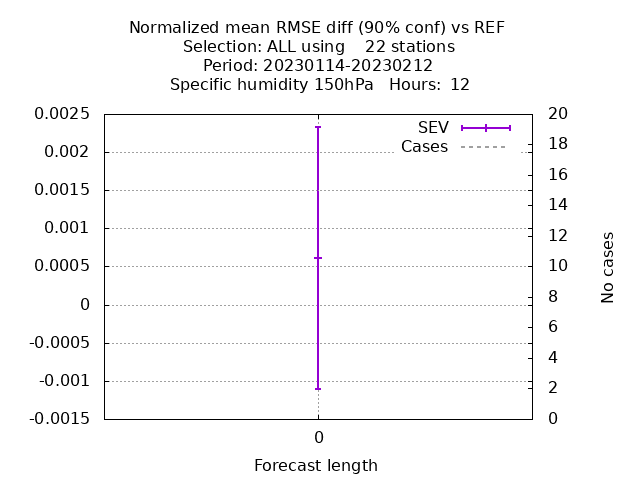 Normalized mean RMSE diff (90% conf) vs REF
Selection: ALL using    22 stations
Period: 20230114-20230212
Specific humidity 150hPa   Hours:  12
0.0025
0.002
0.0015
0.001
0.0005
0
-0.0005
-0.001
-0.0015
20
18
16
14
12
10
8
6
4
2
0
SEV
Cases
No cases
0
Forecast length